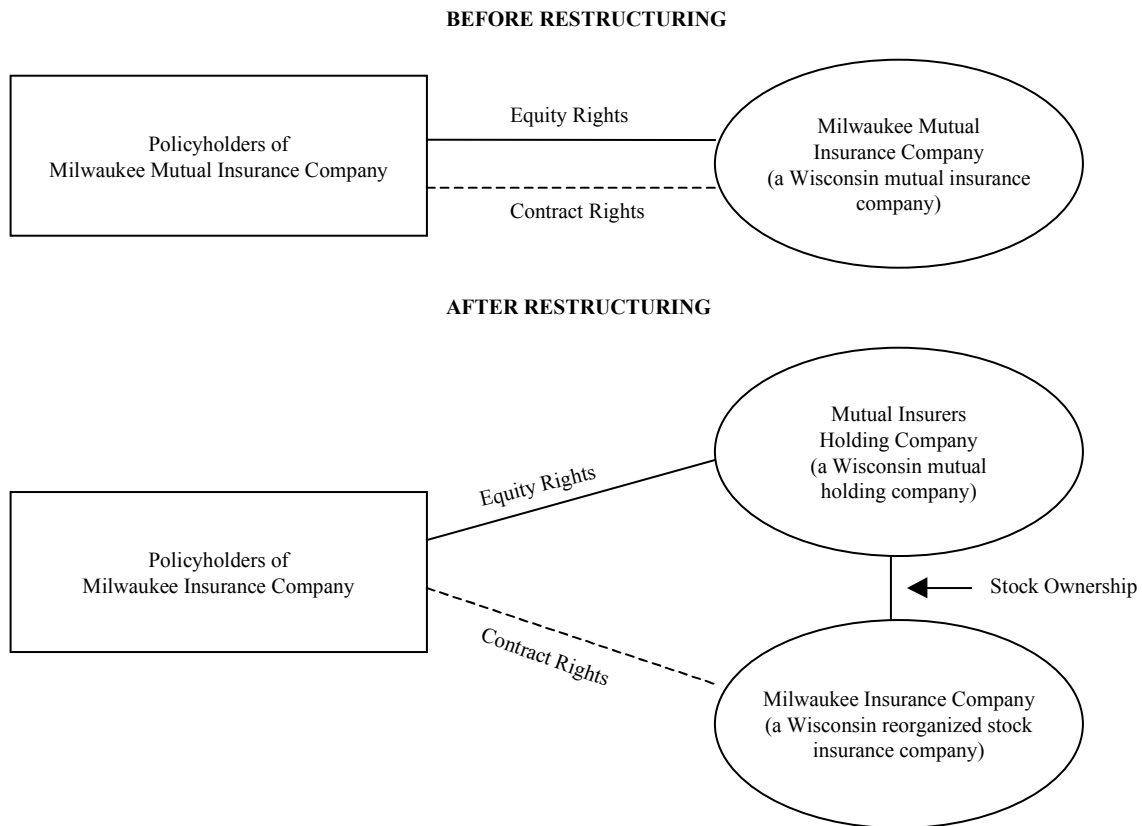 BEFORE RESTRUCTURING
Policyholders of
Milwaukee Mutual Insurance Company
Equity Rights
Contract Rights
Milwaukee Mutual
Insurance Company
(a Wisconsin mutual insurance
company)
AFTER RESTRUCTURING
Policyholders of
Milwaukee Insurance Company
Equity Rights
Contract Rights
Mutual Insurers
Holding Company
(a Wisconsin mutual
holding company)
Stock Ownership
Milwaukee Insurance Company
(a Wisconsin reorganized stock
insurance company)